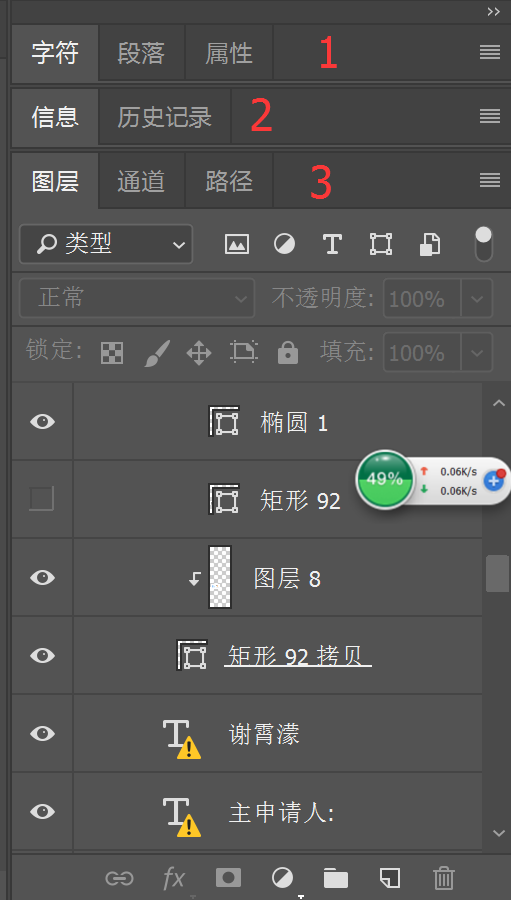 字符 段落 属性 1
信息 历史记录 2
图层 通道 路径 3
类型 T
正常 不透明度: 100%
锁定: 填充: 100%
椭圆 1
矩形 92
49% 0.06K/s
0.06K/s
图层 8
矩形 92 拷贝
T 谢霄濛
T 主申请人:
fx